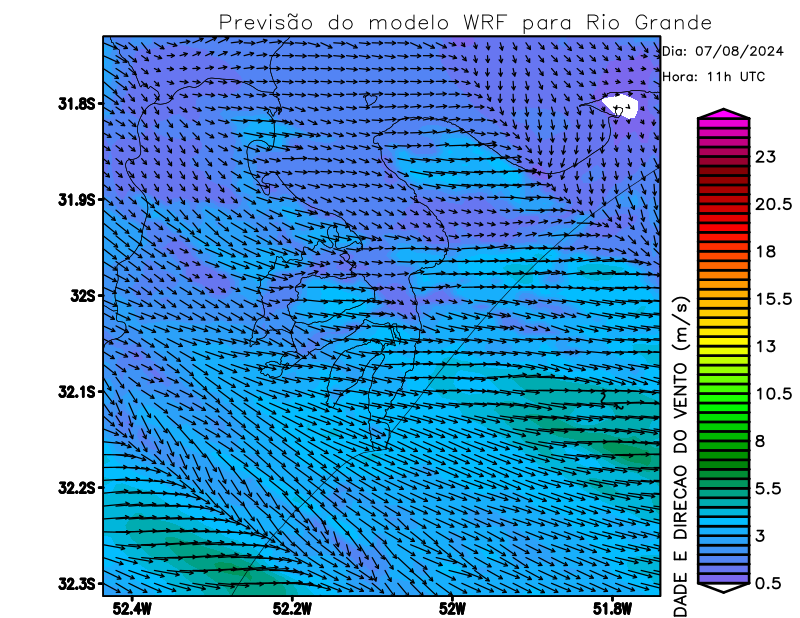 Previsão do modelo WRF para Rio Grande
Dia: 07/08/2024
Hora: 11h UTC
31.8S
31.9S
32S
32.1S
32.2S
32.3S
52.4W
52.2W
52W
51.8W
23
20.5
18
15.5
13
10.5
8
5.5
3
0.5
DADE E DIRECAO DO VENTO (m/s)